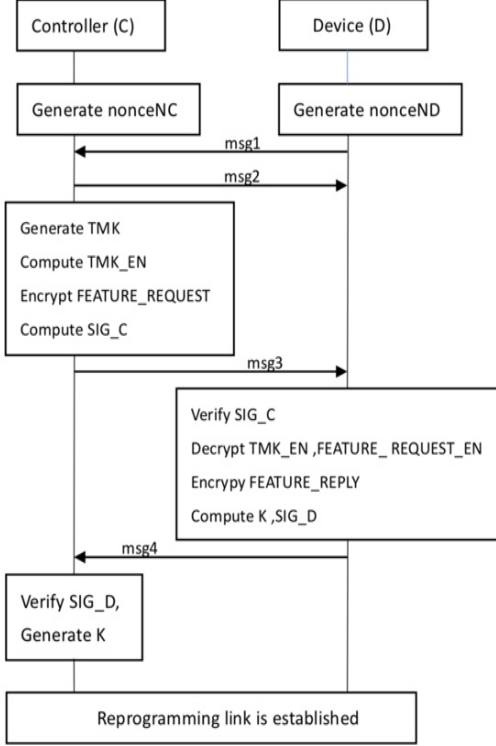 Controller (C)
Device (D)
Generate nonceNC
Generate nonceND
msg1
msg2
Generate TMK
Compute TMK_EN
Encrypt FEATURE_REQUEST
Compute SIG_C
msg3
Verify SIG_C
Decrypt TMK_EN ,FEATURE_ REQUEST_EN
Encrypy FEATURE_REPLY
Compute K ,SIG_D
msg4
Verify SIG_D,
Generate K
Reprogramming link is established